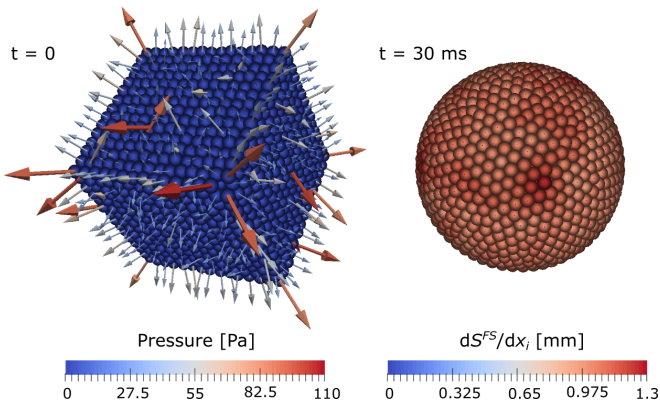 t = 0
t = 30 ms
Pressure [Pa]
dS^FS/dx_i [mm]
0 27.5 55 82.5 110
0 0.325 0.65 0.975 1.3